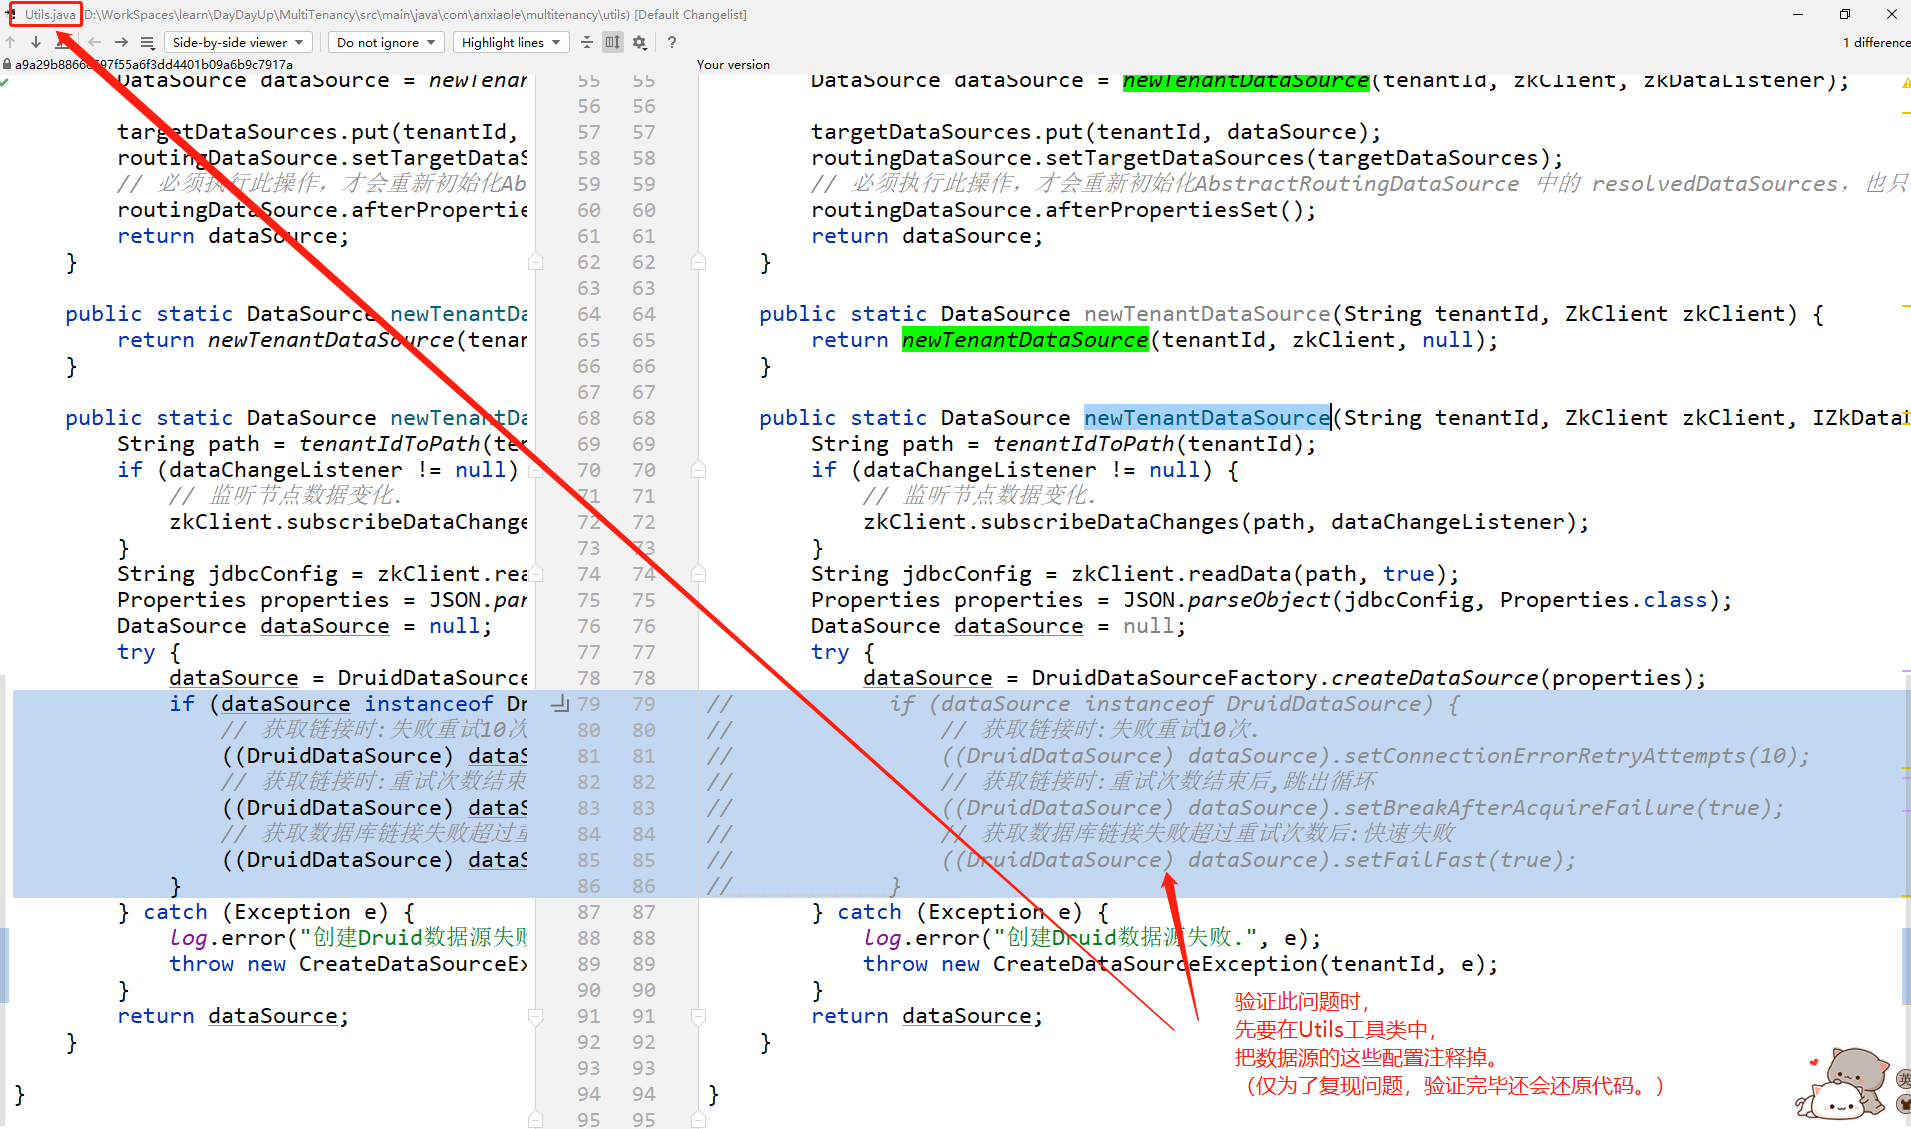 Utils.java (D:\WorkSpaces\learn\DayDayUp\MultiTenancy\src\main\java\com\anxiaole\multitenancy\utils) [Default Changelist]
Side-by-side viewer Do not ignore Highlight lines ? 1 difference
Your version
DataSource dataSource = newTenan 55 55 DataSource dataSource = newTenantDataSource(tenantId, zkClient, zkDataListener);
56 56
targetDataSources.put(tenantId, 57 57 targetDataSources.put(tenantId, dataSource);
routingDataSource.setTargetDataS 58 58 routingDataSource.setTargetDataSources(targetDataSources);
// 必须执行此操作，才会重新初始化Ab 59 59 // 必须执行此操作，才会重新初始化AbstractRoutingDataSource 中的 resolvedDataSources，也只
routingDataSource.afterPropertie 60 60 routingDataSource.afterPropertiesSet();
return dataSource; 61 61 return dataSource;
} 62 62 }
63 63
public static DataSource newTenantDa 64 64 public static DataSource newTenantDataSource(String tenantId, ZkClient zkClient) {
return newTenantDataSource(tenan 65 65 return newTenantDataSource(tenantId, zkClient, null);
} 66 66 }
67 67
public static DataSource newTenantDa 68 68 public static DataSource newTenantDataSource(String tenantId, ZkClient zkClient, IZkData
String path = tenantIdToPath(ten 69 69 String path = tenantIdToPath(tenantId);
if (dataChangeListener != null) 70 70 if (dataChangeListener != null) {
// 监听节点数据变化. 71 71 // 监听节点数据变化.
zkClient.subscribeDataChange 72 72 zkClient.subscribeDataChanges(path, dataChangeListener);
} 73 73 }
String jdbcConfig = zkClient.rea 74 74 String jdbcConfig = zkClient.readData(path, true);
Properties properties = JSON.par 75 75 Properties properties = JSON.parseObject(jdbcConfig, Properties.class);
DataSource dataSource = null; 76 76 DataSource dataSource = null;
try { 77 77 try {
dataSource = DruidDataSource 78 78 dataSource = DruidDataSourceFactory.createDataSource(properties);
if (dataSource instanceof Dr 79 79 // if (dataSource instanceof DruidDataSource) {
// 获取链接时:失败重试10次 80 80 // // 获取链接时:失败重试10次.
((DruidDataSource) dataS 81 81 // ((DruidDataSource) dataSource).setConnectionErrorRetryAttempts(10);
// 获取链接时:重试次数结束 82 82 // // 获取链接时:重试次数结束后,跳出循环
((DruidDataSource) dataS 83 83 // ((DruidDataSource) dataSource).setBreakAfterAcquireFailure(true);
// 获取数据库链接失败超过重 84 84 // // 获取数据库链接失败超过重试次数后:快速失败
((DruidDataSource) dataS 85 85 // ((DruidDataSource) dataSource).setFailFast(true);
} 86 86 // }
} catch (Exception e) { 87 87 } catch (Exception e) {
log.error("创建Druid数据源失败 88 88 log.error("创建Druid数据源失败.", e);
throw new CreateDataSourceEx 89 89 throw new CreateDataSourceException(tenantId, e);
} 90 90 }
return dataSource; 91 91 return dataSource;
} 92 92 }
93 93
} 94 94 }
95 95
验证此问题时，
先要在Utils工具类中，
把数据源的这些配置注释掉。
（仅为了复现问题，验证完毕还会还原代码。）
英